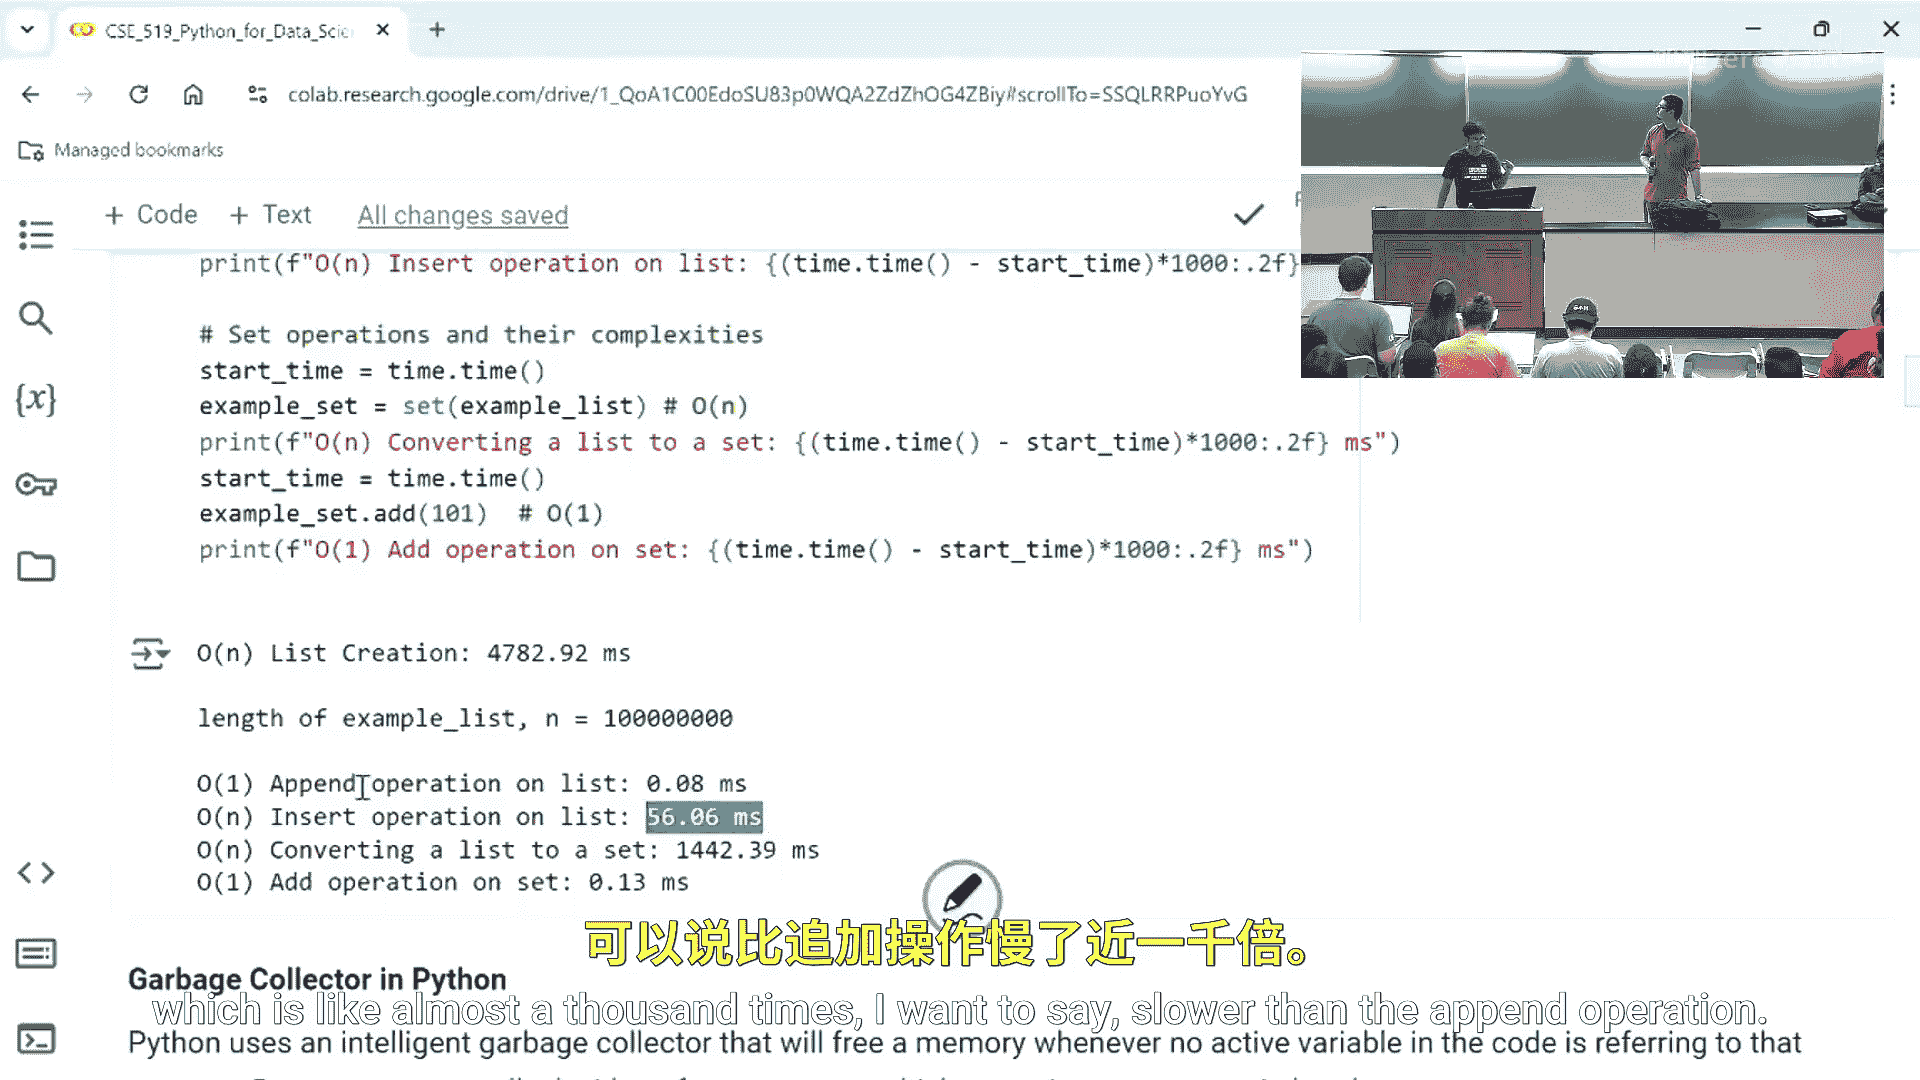 CSE_519_Python_for_Data_Scie
colab.research.google.com/drive/1_QoA1C00EdoSU83p0WQA2ZdZhOG4ZBiy#scrollTo=SSQLRRPuoYvG
Managed bookmarks
+ Code + Text All changes saved
print(f"O(n) Insert operation on list: {(time.time() - start_time)*1000:.2f}
# Set operations and their complexities
start_time = time.time()
example_set = set(example_list) # O(n)
print(f"O(n) Converting a list to a set: {(time.time() - start_time)*1000:.2f} ms")
start_time = time.time()
example_set.add(101) # O(1)
print(f"O(1) Add operation on set: {(time.time() - start_time)*1000:.2f} ms")
O(n) List Creation: 4782.92 ms
length of example_list, n = 100000000
O(1) Append operation on list: 0.08 ms
O(n) Insert operation on list: 56.06 ms
O(n) Converting a list to a set: 1442.39 ms
O(1) Add operation on set: 0.13 ms
可以说比追加操作慢了近一千倍。
Garbage Collector in Python
which is like almost a thousand times, I want to say, slower than the append operation.
Python uses an intelligent garbage collector that will free a memory whenever no active variable in the code is referring to that